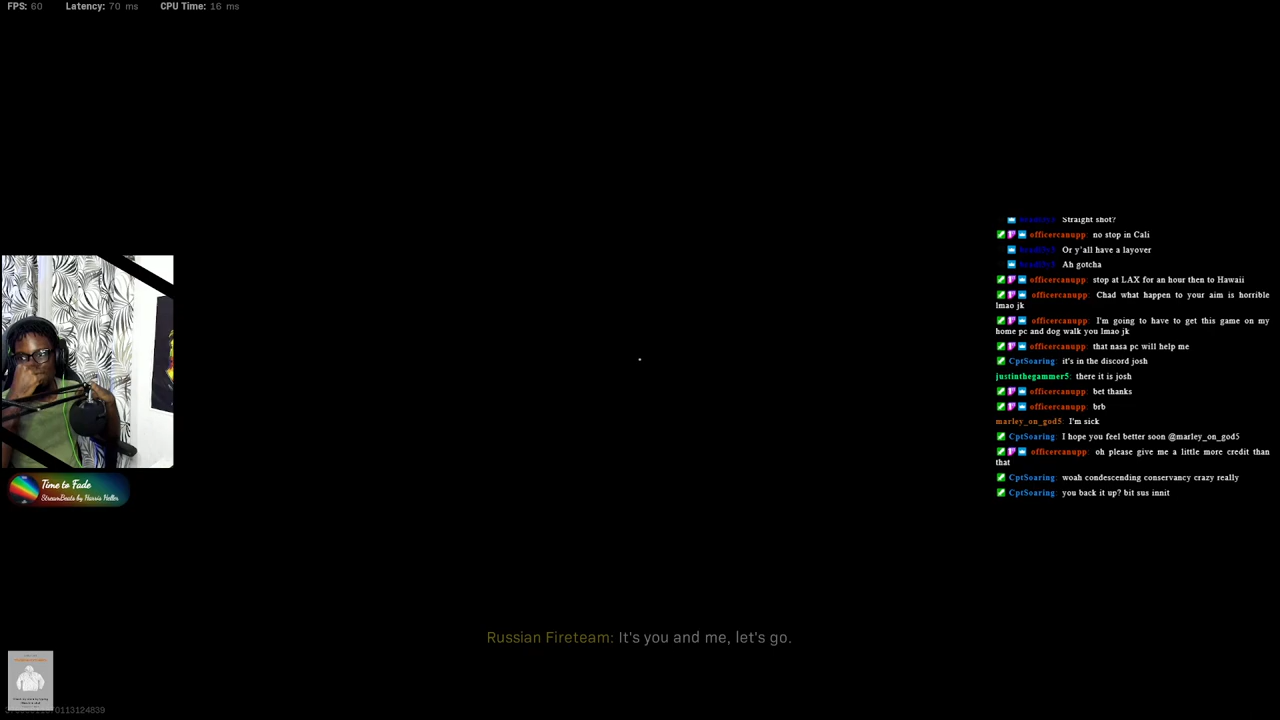 FPS: 60 Latency: 70 ms CPU Time: 16 ms
Straight shot?
officercanupp: no stop in Cali
Or y'all have a layover
Ah gotcha
officercanupp: stop at LAX for an hour then to Hawaii
officercanupp: Chad what happen to your aim is horrible
lmao jk
officercanupp: I'm going to have to get this game on my
home pc and dog walk you lmao jk
officercanupp: that nasa pc will help me
CptSoaring: it's in the discord josh
justinthegammer5: there it is josh
officercanupp: bet thanks
officercanupp: brb
marley_on_god5: I'm sick
CptSoaring: I hope you feel better soon @marley_on_god5
officercanupp: oh please give me a little more credit than
that
CptSoaring: woah condescending conservancy crazy really
CptSoaring: you back it up? bit sus innit
Time to Fade
StreamBeats by Harris Heller
Russian Fireteam: It's you and me, let's go.